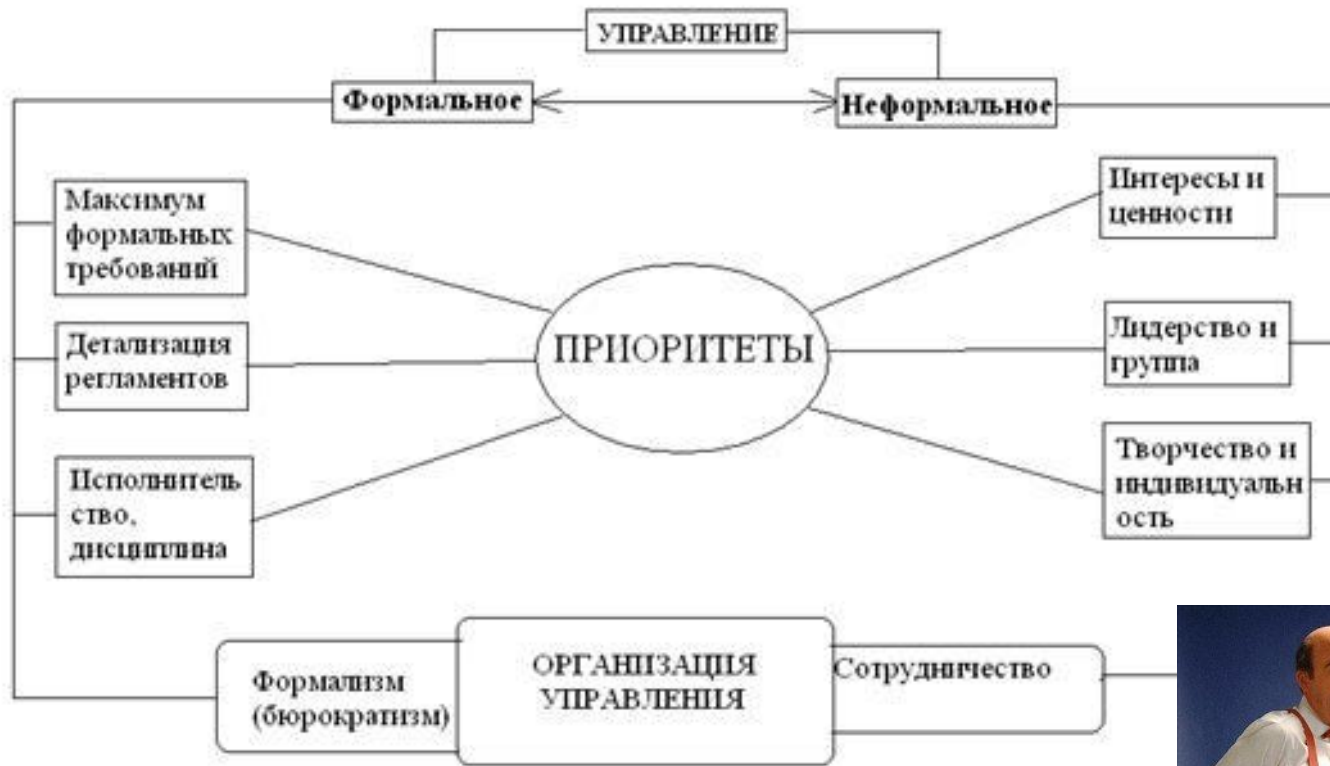 УПРАВЛЕНИЕ
Формальное
Неформальное
Максимум
формальных
требований
Детализация
регламентов
Исполнитель
ство,
дисциплина
ПРИОРИТЕТЫ
Интересы и
ценности
Лидерство и
группа
Творчество и
индивидуальн
ость
Формализм
(бюрократизм)
ОРГАНИЗАЦИЯ
УПРАВЛЕНИЯ
Сотрудничество